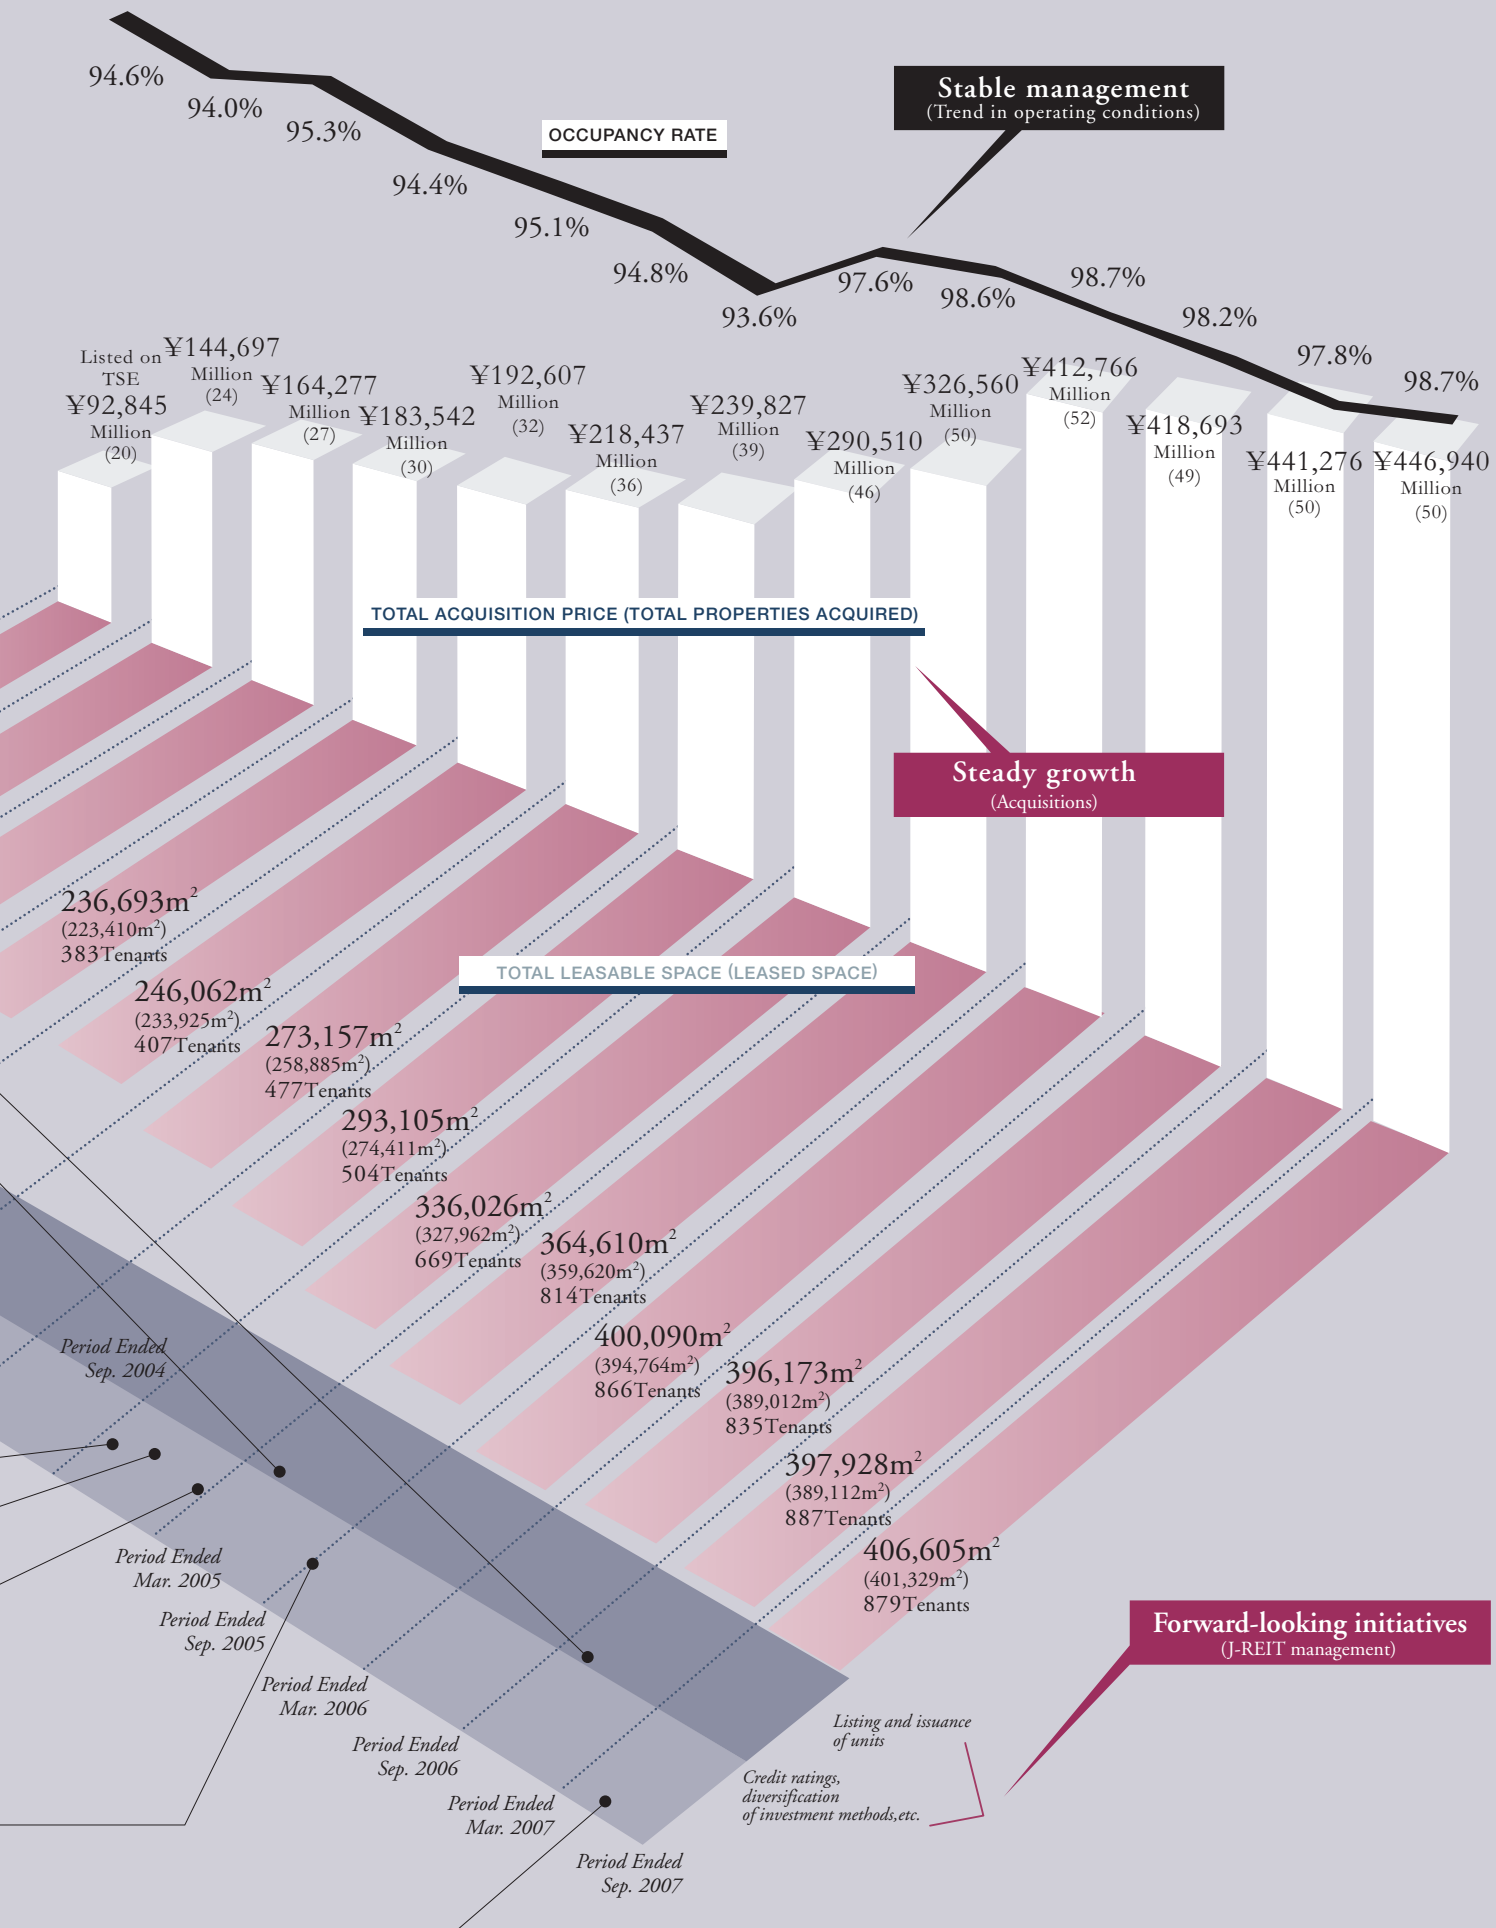 94.6%
94.0%
95.3%
94.4%
95.1%
94.8%
93.6%
97.6%
98.6%
98.7%
98.2%
97.8%
98.7%
OCCUPANCY RATE
Stable management
(Trend in operating conditions)
Listed on
TSE
¥92,845
Million
(20)
¥144,697
Million
(24)
¥164,277
Million
(27)
¥183,542
Million
(30)
¥192,607
Million
(32)
¥218,437
Million
(36)
¥239,827
Million
(39)
¥290,510
Million
(46)
¥326,560
Million
(50)
¥412,766
Million
(52)
¥418,693
Million
(49)
¥441,276
Million
(50)
¥446,940
Million
(50)
TOTAL ACQUISITION PRICE (TOTAL PROPERTIES ACQUIRED)
Steady growth
(Acquisitions)
TOTAL LEASABLE SPACE (LEASED SPACE)
236,693m²
(223,410m²)
383Tenants
246,062m²
(233,925m²)
407Tenants
273,157m²
(258,885m²)
477Tenants
293,105m²
(274,411m²)
504Tenants
336,026m²
(327,962m²)
669Tenants
364,610m²
(359,620m²)
814Tenants
400,090m²
(394,764m²)
866Tenants
396,173m²
(389,012m²)
835Tenants
397,928m²
(389,112m²)
887Tenants
406,605m²
(401,329m²)
879Tenants
Period Ended
Sep. 2004
Period Ended
Mar. 2005
Period Ended
Sep. 2005
Period Ended
Mar. 2006
Period Ended
Sep. 2006
Period Ended
Mar. 2007
Period Ended
Sep. 2007
Forward-looking initiatives
(J-REIT management)
Listing and issuance
of units
Credit ratings,
diversification
of investment methods,etc.